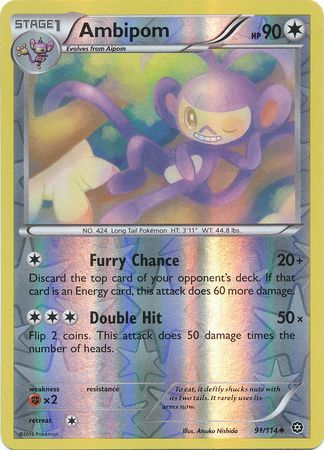 STAGE1 Ambipom HP 90
Evolves from Aipom
NO. 424 Long Tail Pokémon HT: 3'11" WT: 44.8 lbs.
Furry Chance 20+
Discard the top card of your opponent's deck. If
that card is an Energy card, this attack does 60 more damage.
Double Hit 50×
Flip 2 coins. This attack does 50 damage times
the number of heads.
weakness resistance
×2
retreat
To eat, it deftly shucks nuts with
its two tails. It rarely uses its
arms now.
©2016 Pokémon
Illus. Atsuko Nishida
91/114